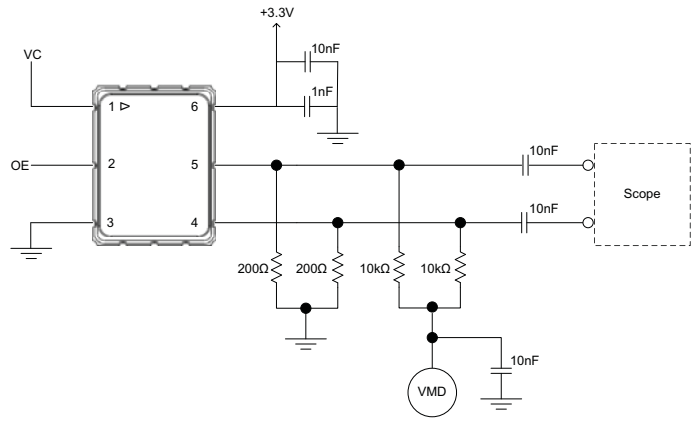 +3.3V
10nF
VC
1nF
1
6
10nF
OE
2
5
Scope
10nF
3
4
200Ω
200Ω
10kΩ
10kΩ
10nF
VMD